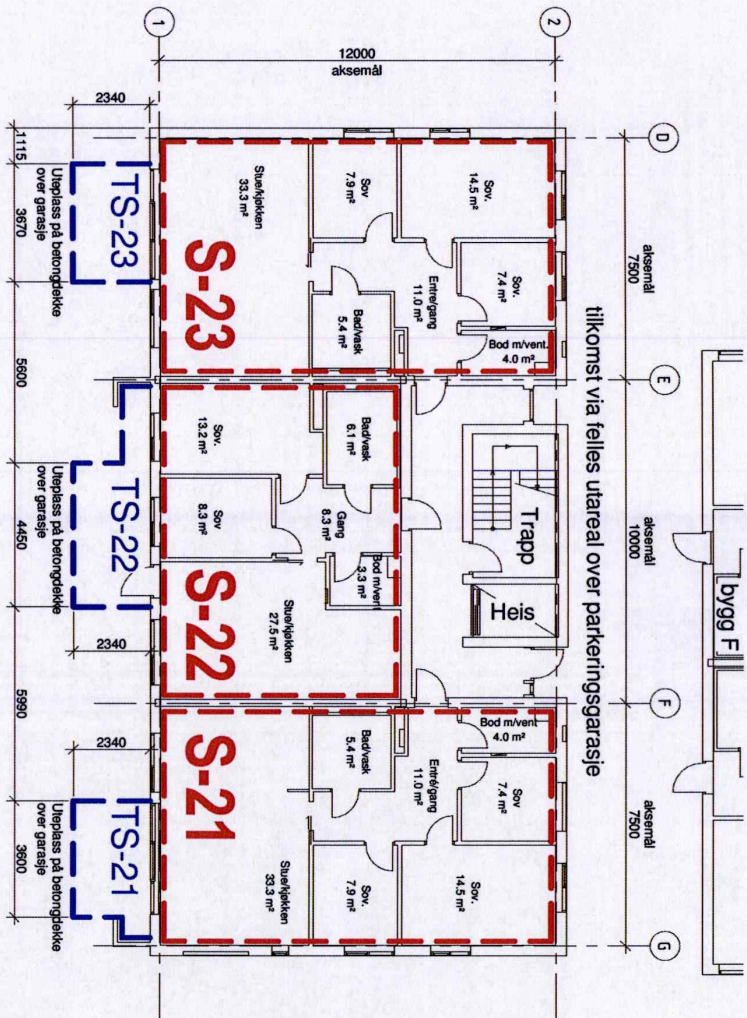 bygg F
tilkomst via felles utareal over parkeringsgarasje
D
E
F
G
aksemål
7500
aksemål
10000
aksemål
7500
2
1
12000
aksemål
2340
Sov.
14.5 m²
Sov.
7.4 m²
Bod m/vent.
4.0 m²
Sov
7.9 m²
Entre/gang
11.0 m²
Bad/vask
5.4 m²
Stue/kjøkken
33.3 m²
S-23
Trapp
Heis
Bad/vask
6.1 m²
Gang
8.3 m²
Bod m/vent
3.3 m²
Sov.
13.2 m²
Sov
8.3 m²
Stue/kjøkken
27.5 m²
S-22
Bod m/vent
4.0 m²
Sov
7.4 m²
Sov.
14.5 m²
Entré/gang
11.0 m²
Bad/vask
5.4 m²
Sov.
7.9 m²
Stue/kjøkken
33.3 m²
S-21
TS-23
TS-22
TS-21
2340
2340
Uteplass på betongdekke
over garasje
Uteplass på betongdekke
over garasje
Uteplass på betongdekke
over garasje
1115
3670
5600
4450
5990
3600